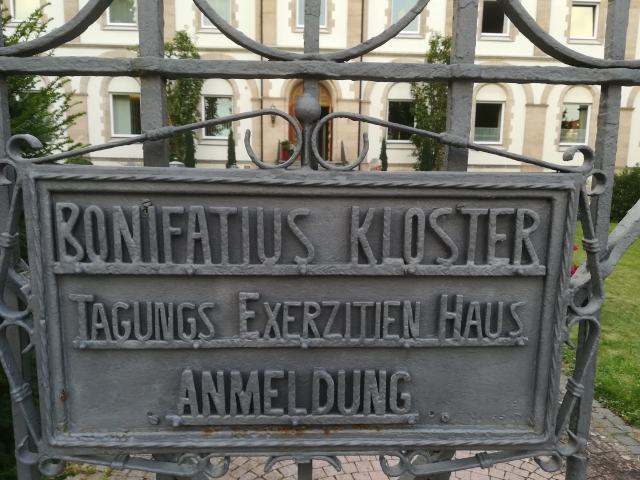 BONIFATIUS KLOSTER
TAGUNGS EXERZITIEN HAUS
ANMELDUNG